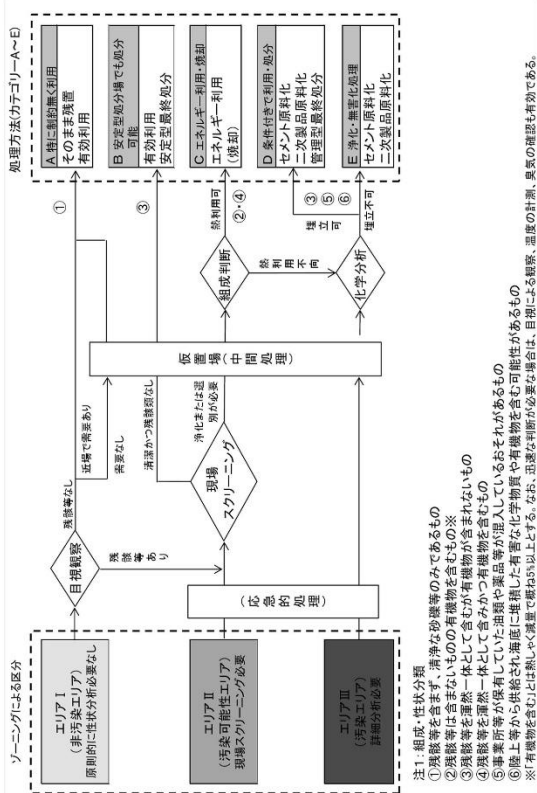 ゾーニングによる区分
処理方法(カテゴリーA~E)
エリアⅠ
(非汚染エリア)
原則的に性状分析必要なし
エリアⅡ
(汚染可能性エリア)
現場スクリーニング必要
エリアⅢ
(汚染エリア)
詳細分析必要
(応急的処理)
目視観察
残骸等なし
残骸等あり
近場で需要あり
需要なし
現場
スクリーニング
清潔かつ残骸類なし
浄化または選
別が必要
仮置場(中間処理)
組成判断
熱利用可
②・④
熱利用不向
化学分析
埋立可
③
⑤
⑥
埋立不可
①
③
A 特に制約無く利用
そのまま残置
有効利用
B 安定型処分場でも処分
可能
有効利用
安定型最終処分
C エネルギー利用・焼却
エネルギー利用
(焼却)
D 条件付きで利用・処分
セメント原料化
二次製品原料化
管理型最終処分
E 浄化・無害化処理
セメント原料化
二次製品原料化
注1:組成・性状分類
①残骸等を含まず、清浄な砂礫等のみであるもの
②残骸等は含まないものの有機物を含むもの※
③残骸等を渾然一体として含むが有機物が含まれないもの
④残骸等を渾然一体として含みかつ有機物を含むもの
⑤事業所等が保有していた油類や薬品等が混入しているおそれがあるもの
⑥陸上等から供給され海底に堆積した有害な化学物質や有機物を含む可能性があるもの
※「有機物を含む」とは熱しゃく減量で概ね5%以上とする。なお、迅速な判断が必要な場合は、目視による観察、温度の計測、臭気の確認も有効である。